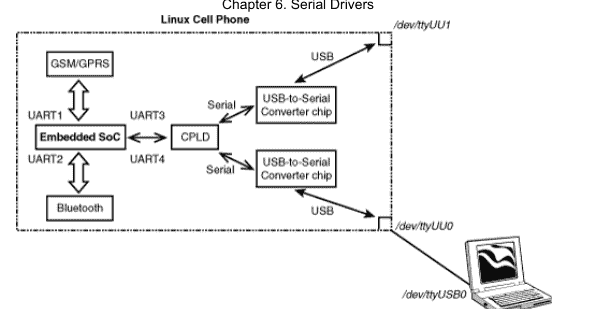 Chapter 6. Serial Drivers
Linux Cell Phone
/dev/ttyUU1
GSM/GPRS
USB
UART1
UART3
Serial
USB-to-Serial
Converter chip
Embedded SoC
CPLD
UART2
UART4
Serial
USB-to-Serial
Converter chip
Bluetooth
USB
/dev/ttyUU0
/dev/ttyUSB0